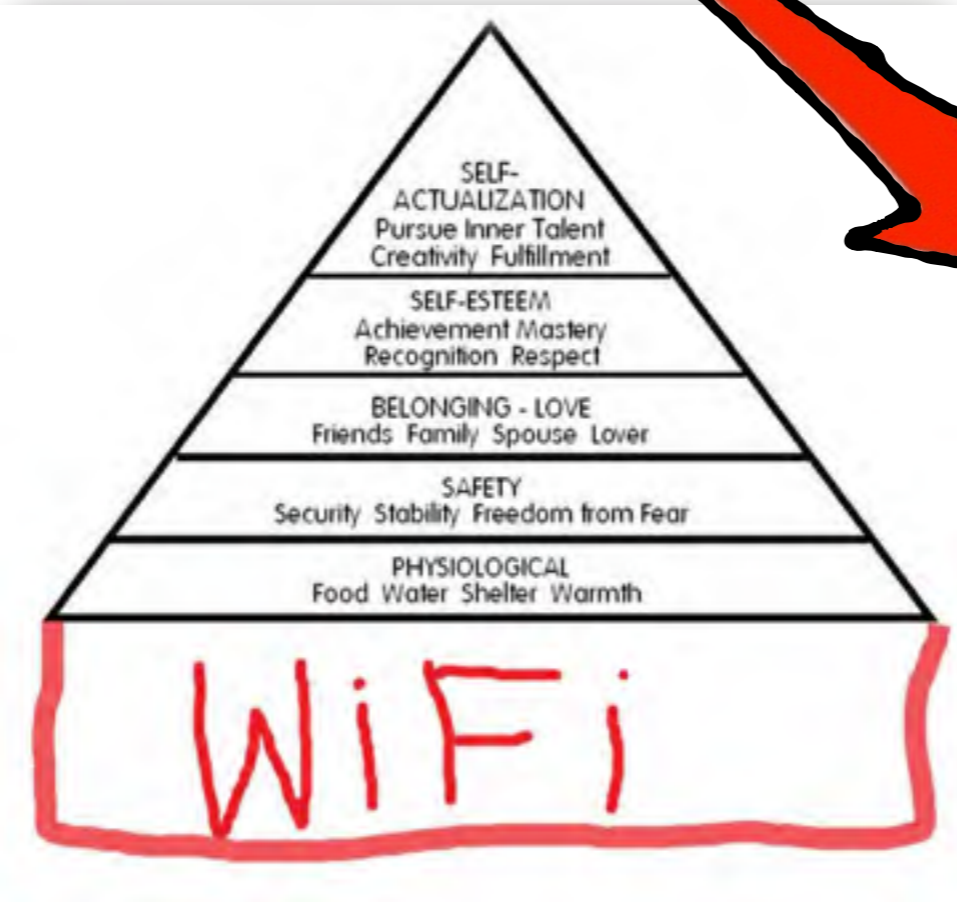 SELF-
ACTUALIZATION
Pursue Inner Talent
Creativity Fulfillment
SELF-ESTEEM
Achievement Mastery
Recognition Respect
BELONGING - LOVE
Friends Family Spouse Lover
SAFETY
Security Stability Freedom from Fear
PHYSIOLOGICAL
Food Water Shelter Warmth
WiFi